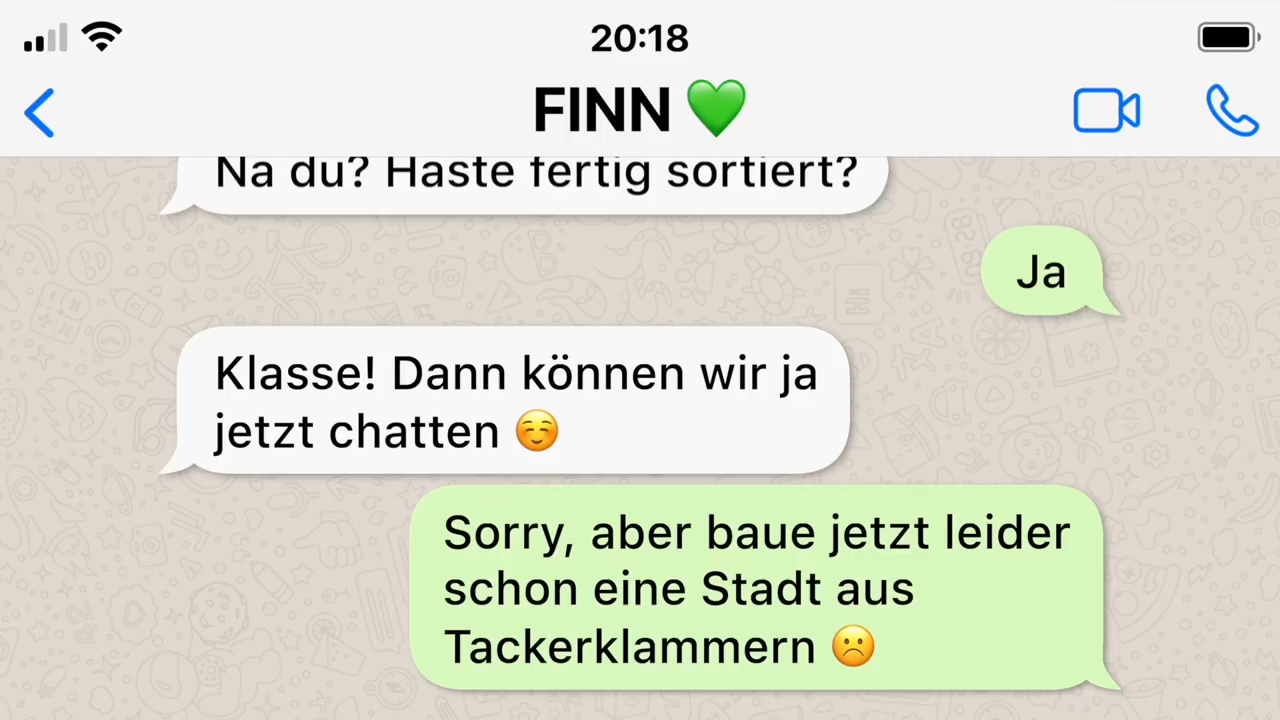 20:18
FINN 💚
Na du? Haste fertig sortiert?
Ja
Klasse! Dann können wir ja
jetzt chatten ☺️
Sorry, aber baue jetzt leider
schon eine Stadt aus
Tackerklammern ☹️